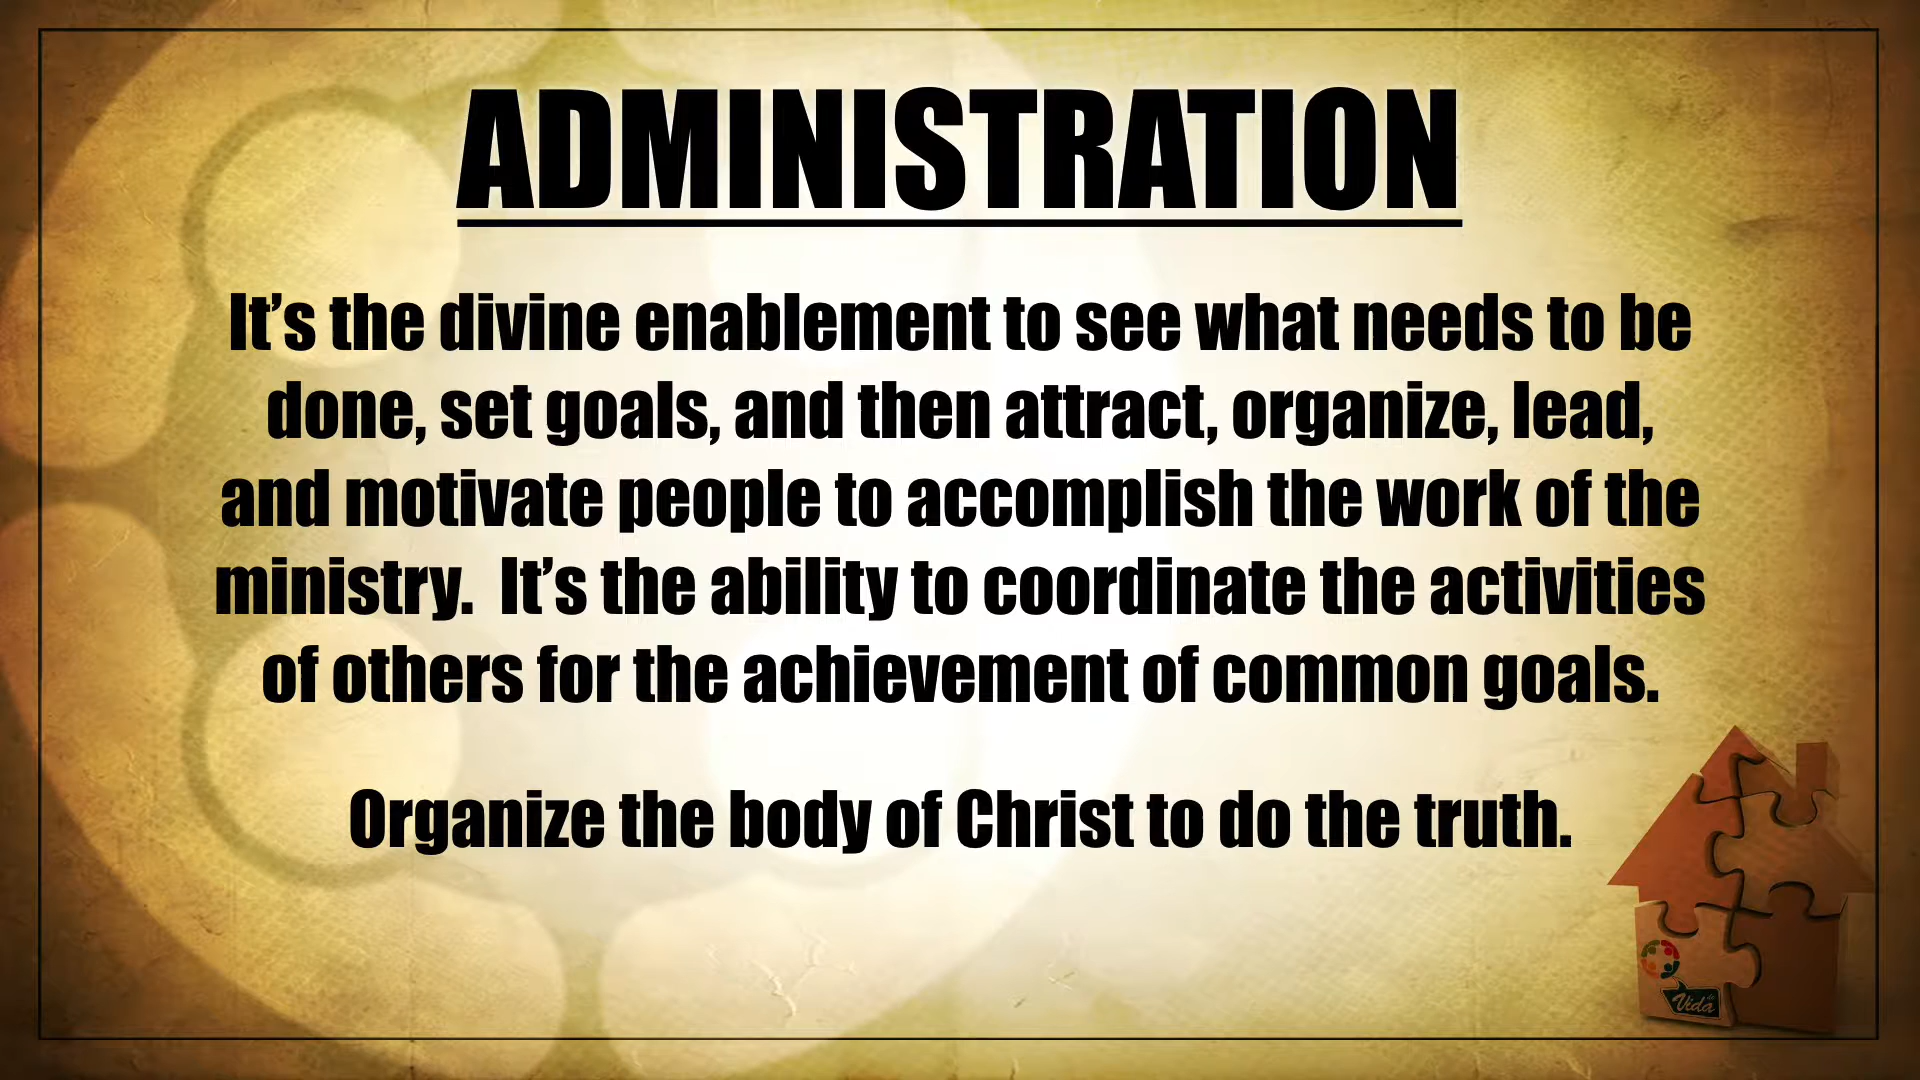 ADMINISTRATION
It’s the divine enablement to see what needs to be
done, set goals, and then attract, organize, lead,
and motivate people to accomplish the work of the
ministry.  It’s the ability to coordinate the activities
of others for the achievement of common goals.
Organize the body of Christ to do the truth.
Vida